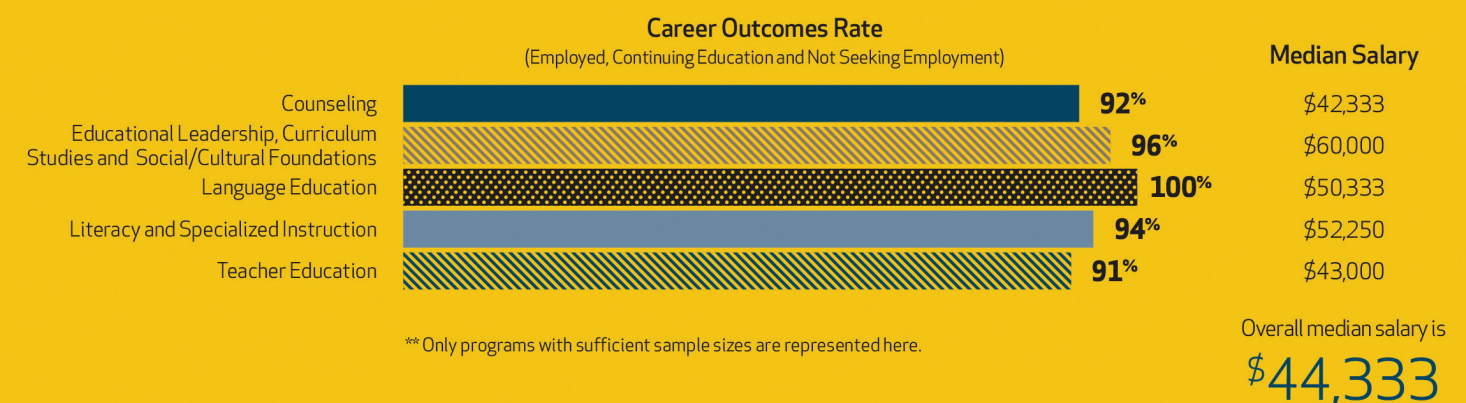 Career Outcomes Rate
(Employed, Continuing Education and Not Seeking Employment)
Median Salary
Counseling
92%
$42,333
Educational Leadership, Curriculum
Studies and Social/Cultural Foundations
96%
$60,000
Language Education
100%
$50,333
Literacy and Specialized Instruction
94%
$52,250
Teacher Education
91%
$43,000
** Only programs with sufficient sample sizes are represented here.
Overall median salary is
$44,333